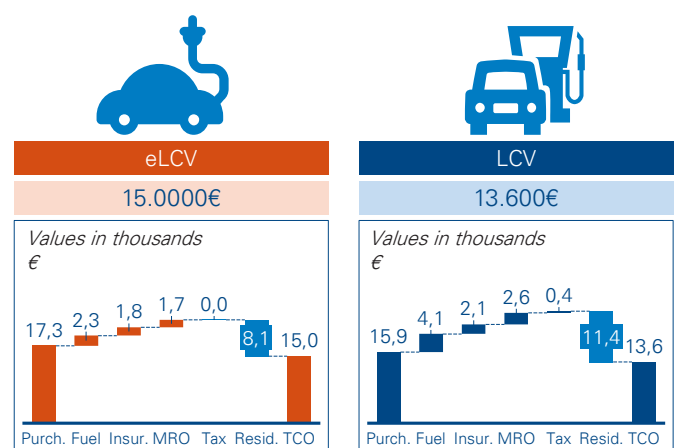 eLCV
15.0000€
Values in thousands
€
17,3 2,3 1,8 1,7 0,0 8,1 15,0
Purch. Fuel Insur. MRO Tax Resid. TCO
LCV
13.600€
Values in thousands
€
15,9 4,1 2,1 2,6 0,4 11,4 13,6
Purch. Fuel Insur. MRO Tax Resid. TCO